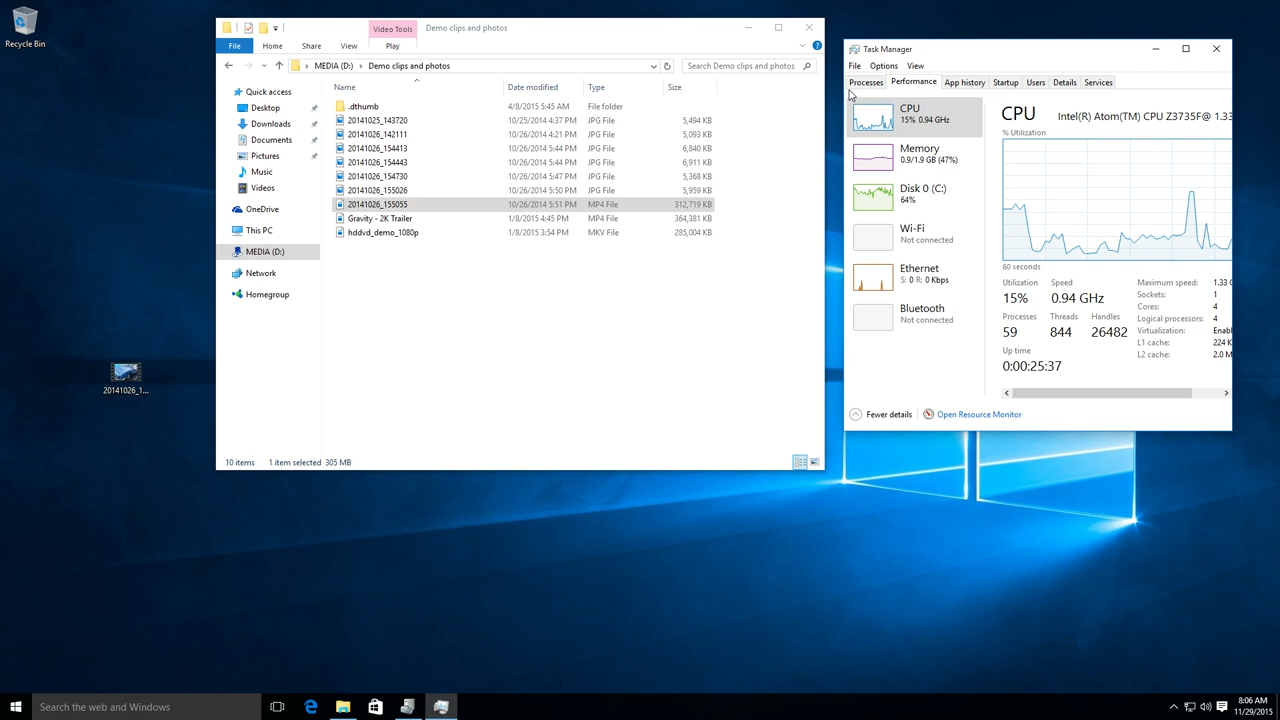 Recycle Bin
20141026_1...
Video Tools
Demo clips and photos
File
Home
Share
View
Play
MEDIA (D:)
Demo clips and photos
Search Demo clips and photos
Quick access
Desktop
Downloads
Documents
Pictures
Music
Videos
OneDrive
This PC
MEDIA (D:)
Network
Homegroup
Name Date modified Type Size
.dthumb 4/8/2015 5:45 AM File folder
20141025_143720 10/25/2014 4:37 PM JPG File 5,494 KB
20141026_142111 10/26/2014 4:21 PM JPG File 5,093 KB
20141026_154413 10/26/2014 5:44 PM JPG File 6,840 KB
20141026_154443 10/26/2014 5:44 PM JPG File 6,911 KB
20141026_154730 10/26/2014 5:47 PM JPG File 5,368 KB
20141026_155026 10/26/2014 5:50 PM JPG File 5,959 KB
20141026_155055 10/26/2014 5:51 PM MP4 File 312,719 KB
Gravity - 2K Trailer 1/8/2015 4:45 PM MP4 File 364,381 KB
hddvd_demo_1080p 1/8/2015 3:54 PM MKV File 285,004 KB
10 items 1 item selected 305 MB
Task Manager
File Options View
Processes Performance App history Startup Users Details Services
CPU
15% 0.94 GHz
Memory
0.9/1.9 GB (47%)
Disk 0 (C:)
64%
Wi-Fi
Not connected
Ethernet
S: 0 R: 0 Kbps
Bluetooth
Not connected
CPU
Intel(R) Atom(TM) CPU Z3735F@ 1.33
% Utilization
60 seconds
Utilization Speed
15% 0.94 GHz
Processes Threads Handles
59 844 26482
Up time
0:00:25:37
Maximum speed: 1.33 G
Sockets: 1
Cores: 4
Logical processors: 4
Virtualization: Enabl
L1 cache: 224 K
L2 cache: 2.0 M
Fewer details
Open Resource Monitor
Search the web and Windows
8:06 AM
11/29/2015